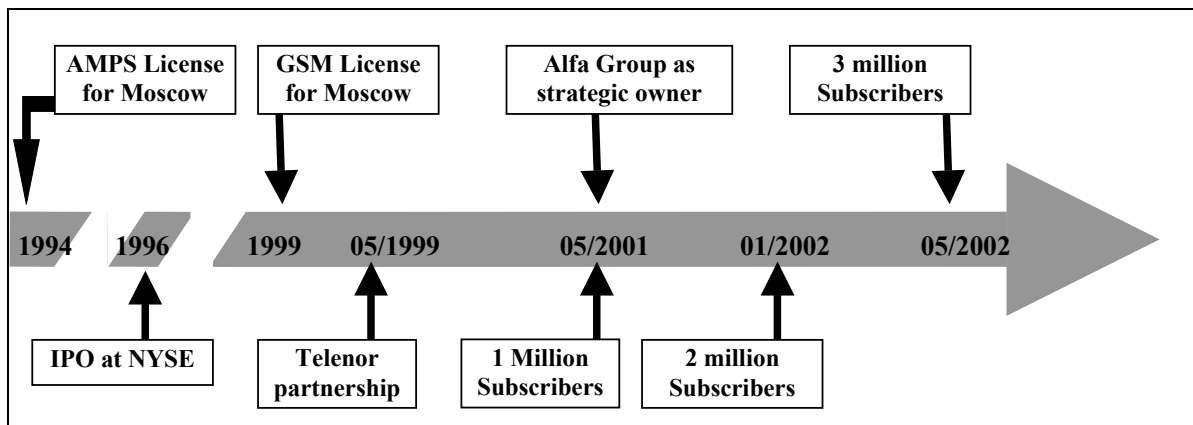 AMPS License
for Moscow
GSM License
for Moscow
Alfa Group as
strategic owner
3 million
Subscribers
1994
1996
1999
05/1999
05/2001
01/2002
05/2002
IPO at NYSE
Telenor
partnership
1 Million
Subscribers
2 million
Subscribers